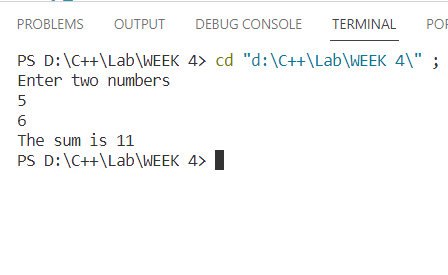 PROBLEMS OUTPUT DEBUG CONSOLE TERMINAL
PS D:\C++\Lab\WEEK 4> cd "d:\C++\Lab\WEEK 4\" ;
Enter two numbers
5
6
The sum is 11
PS D:\C++\Lab\WEEK 4>